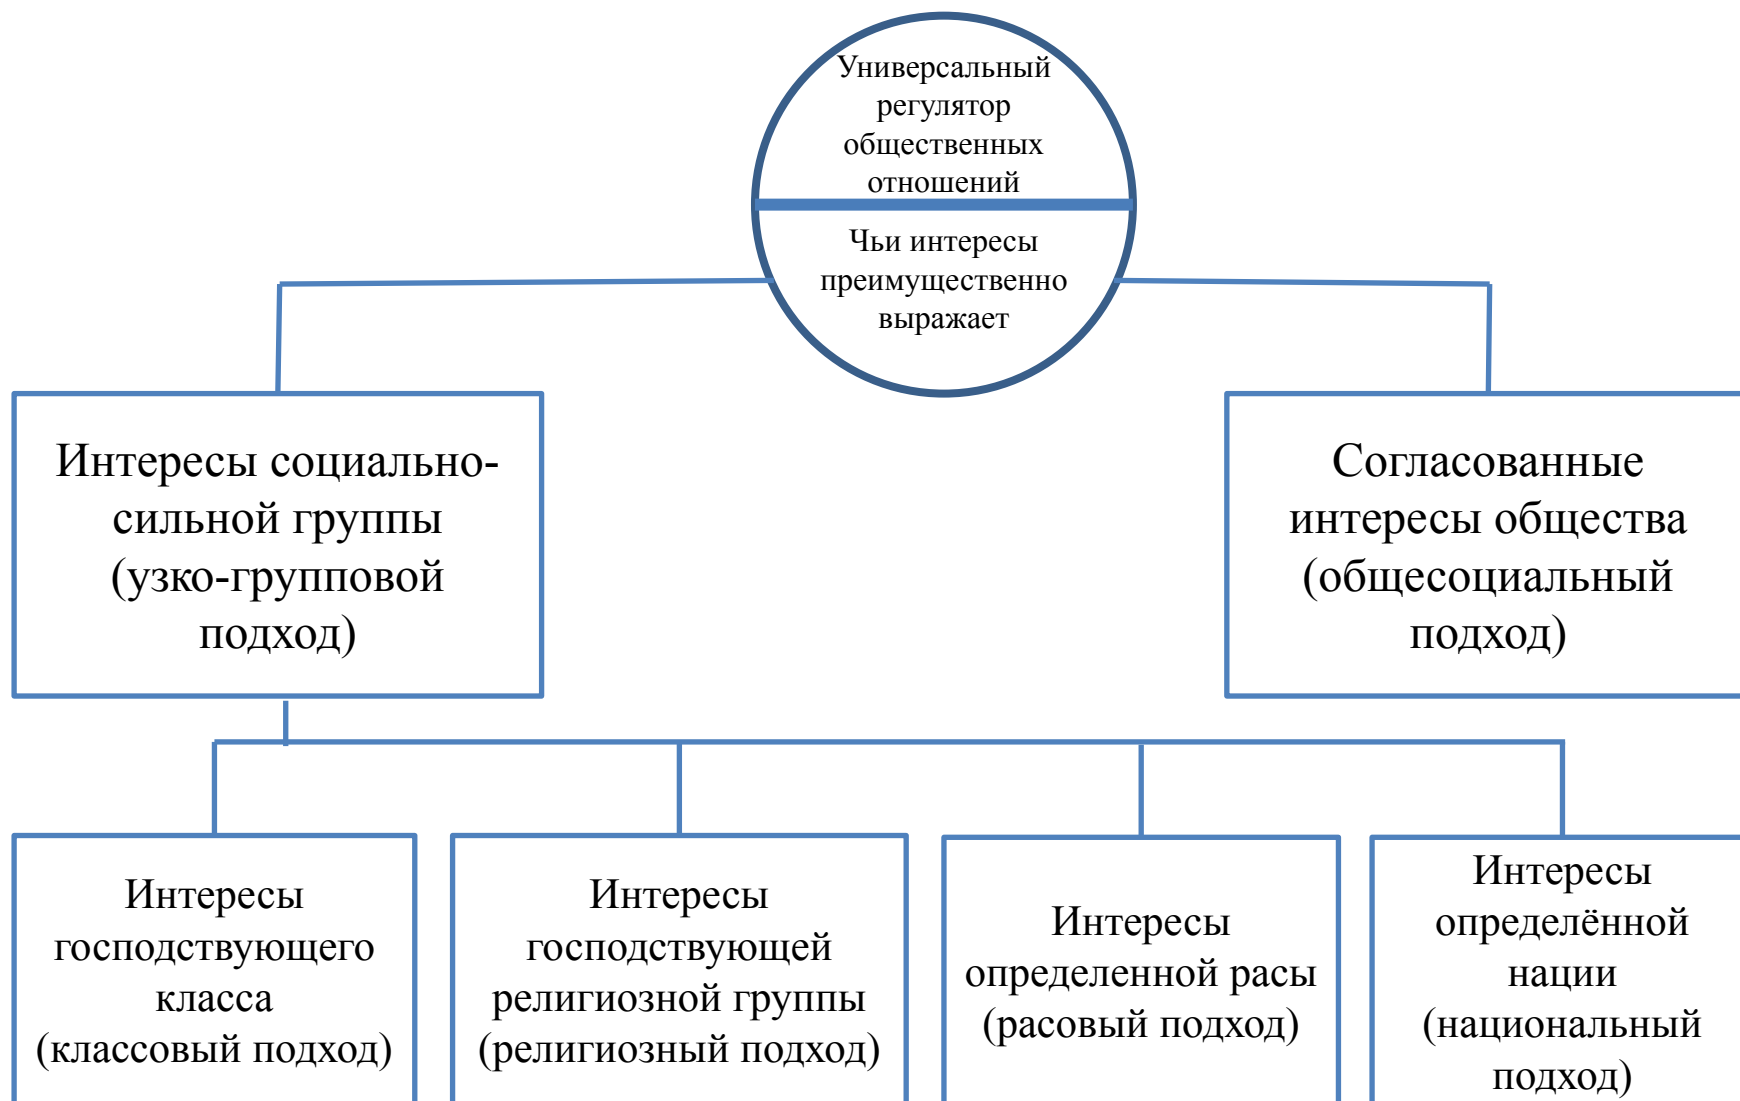 Универсальный
регулятор
общественных
отношений
Чьи интересы
преимущественно
выражает
Интересы социально-
сильной группы
(узко-групповой
подход)
Согласованные
интересы общества
(общесоциальный
подход)
Интересы
господствующего
класса
(классовый подход)
Интересы
господствующей
религиозной группы
(религиозный подход)
Интересы
определенной расы
(расовый подход)
Интересы
определённой
нации
(национальный
подход)